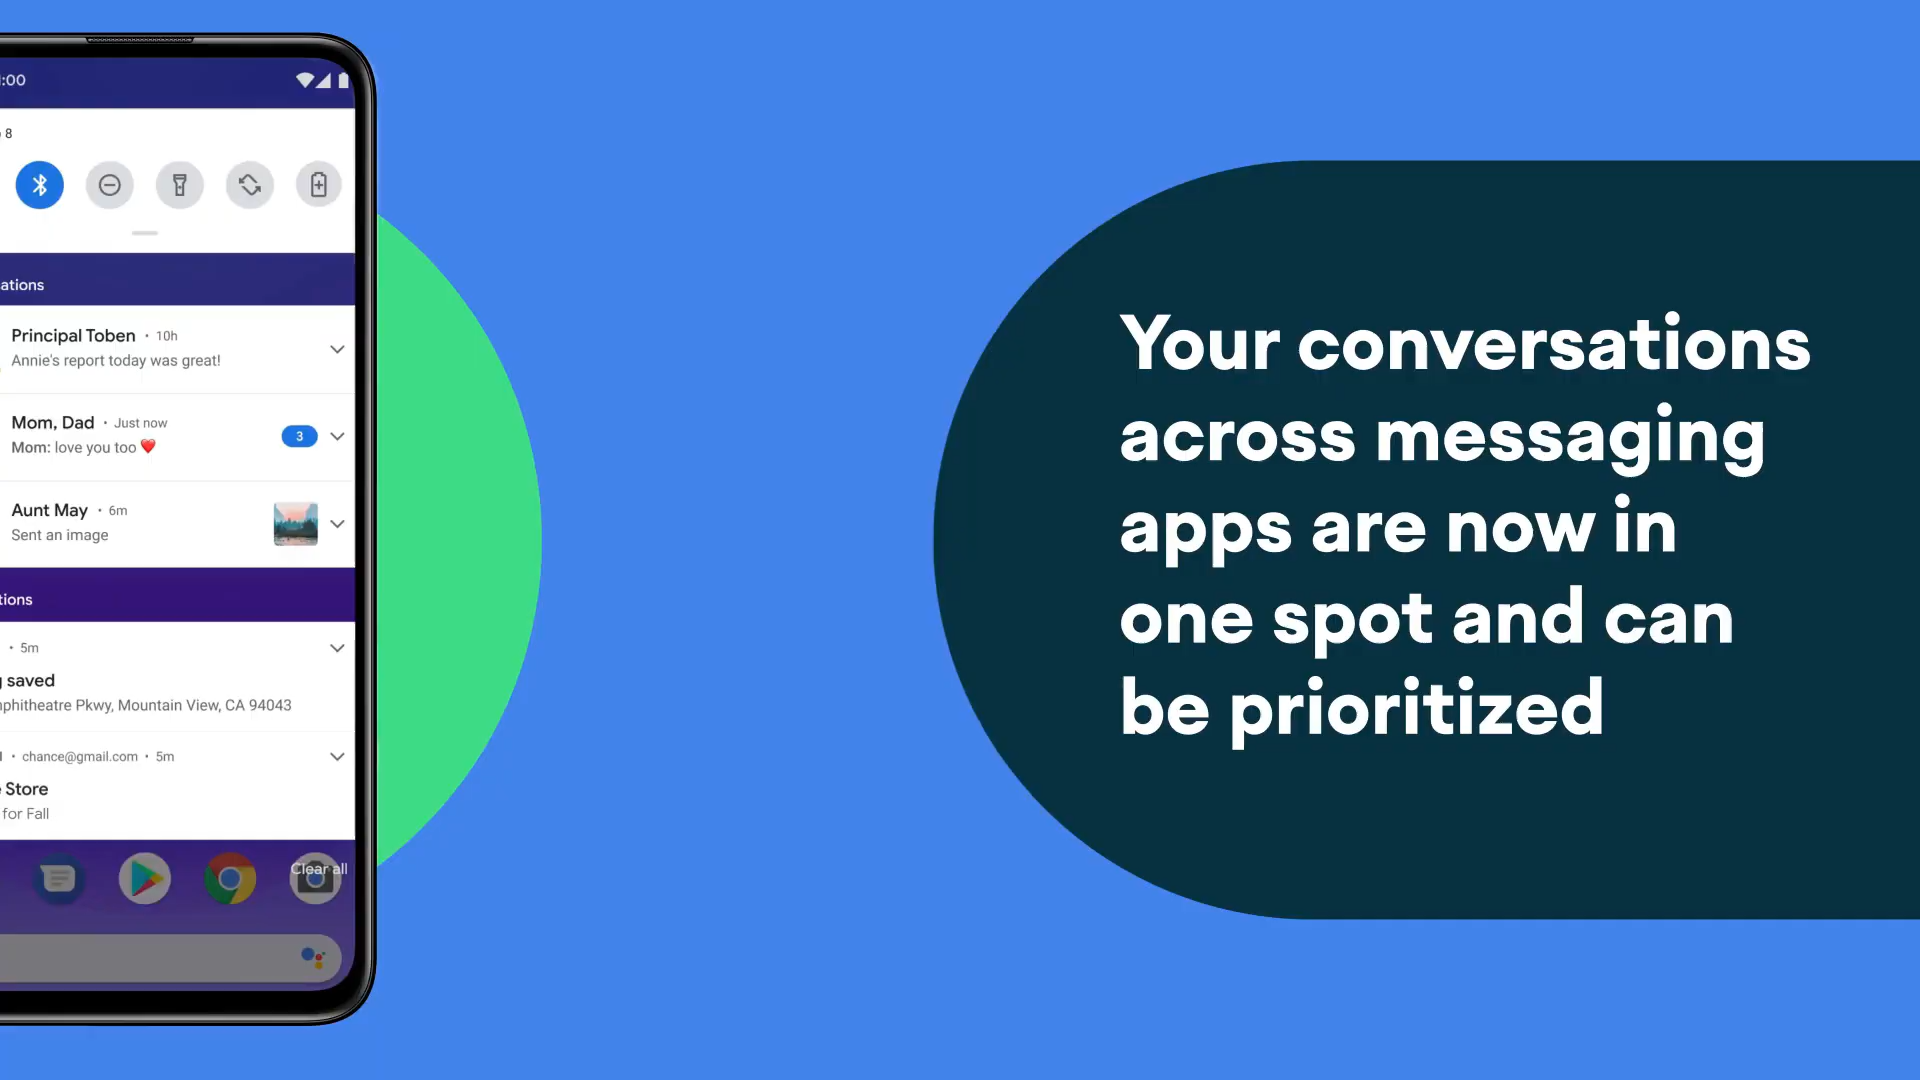 :00
8
ations
Principal Toben • 10h
Annie's report today was great!
Mom, Dad • Just now
Mom: love you too ❤️
3
Aunt May • 6m
Sent an image
tions
• 5m
saved
phitheatre Pkwy, Mountain View, CA 94043
• chance@gmail.com • 5m
Store
for Fall
Clear all
Your conversations
across messaging
apps are now in
one spot and can
be prioritized